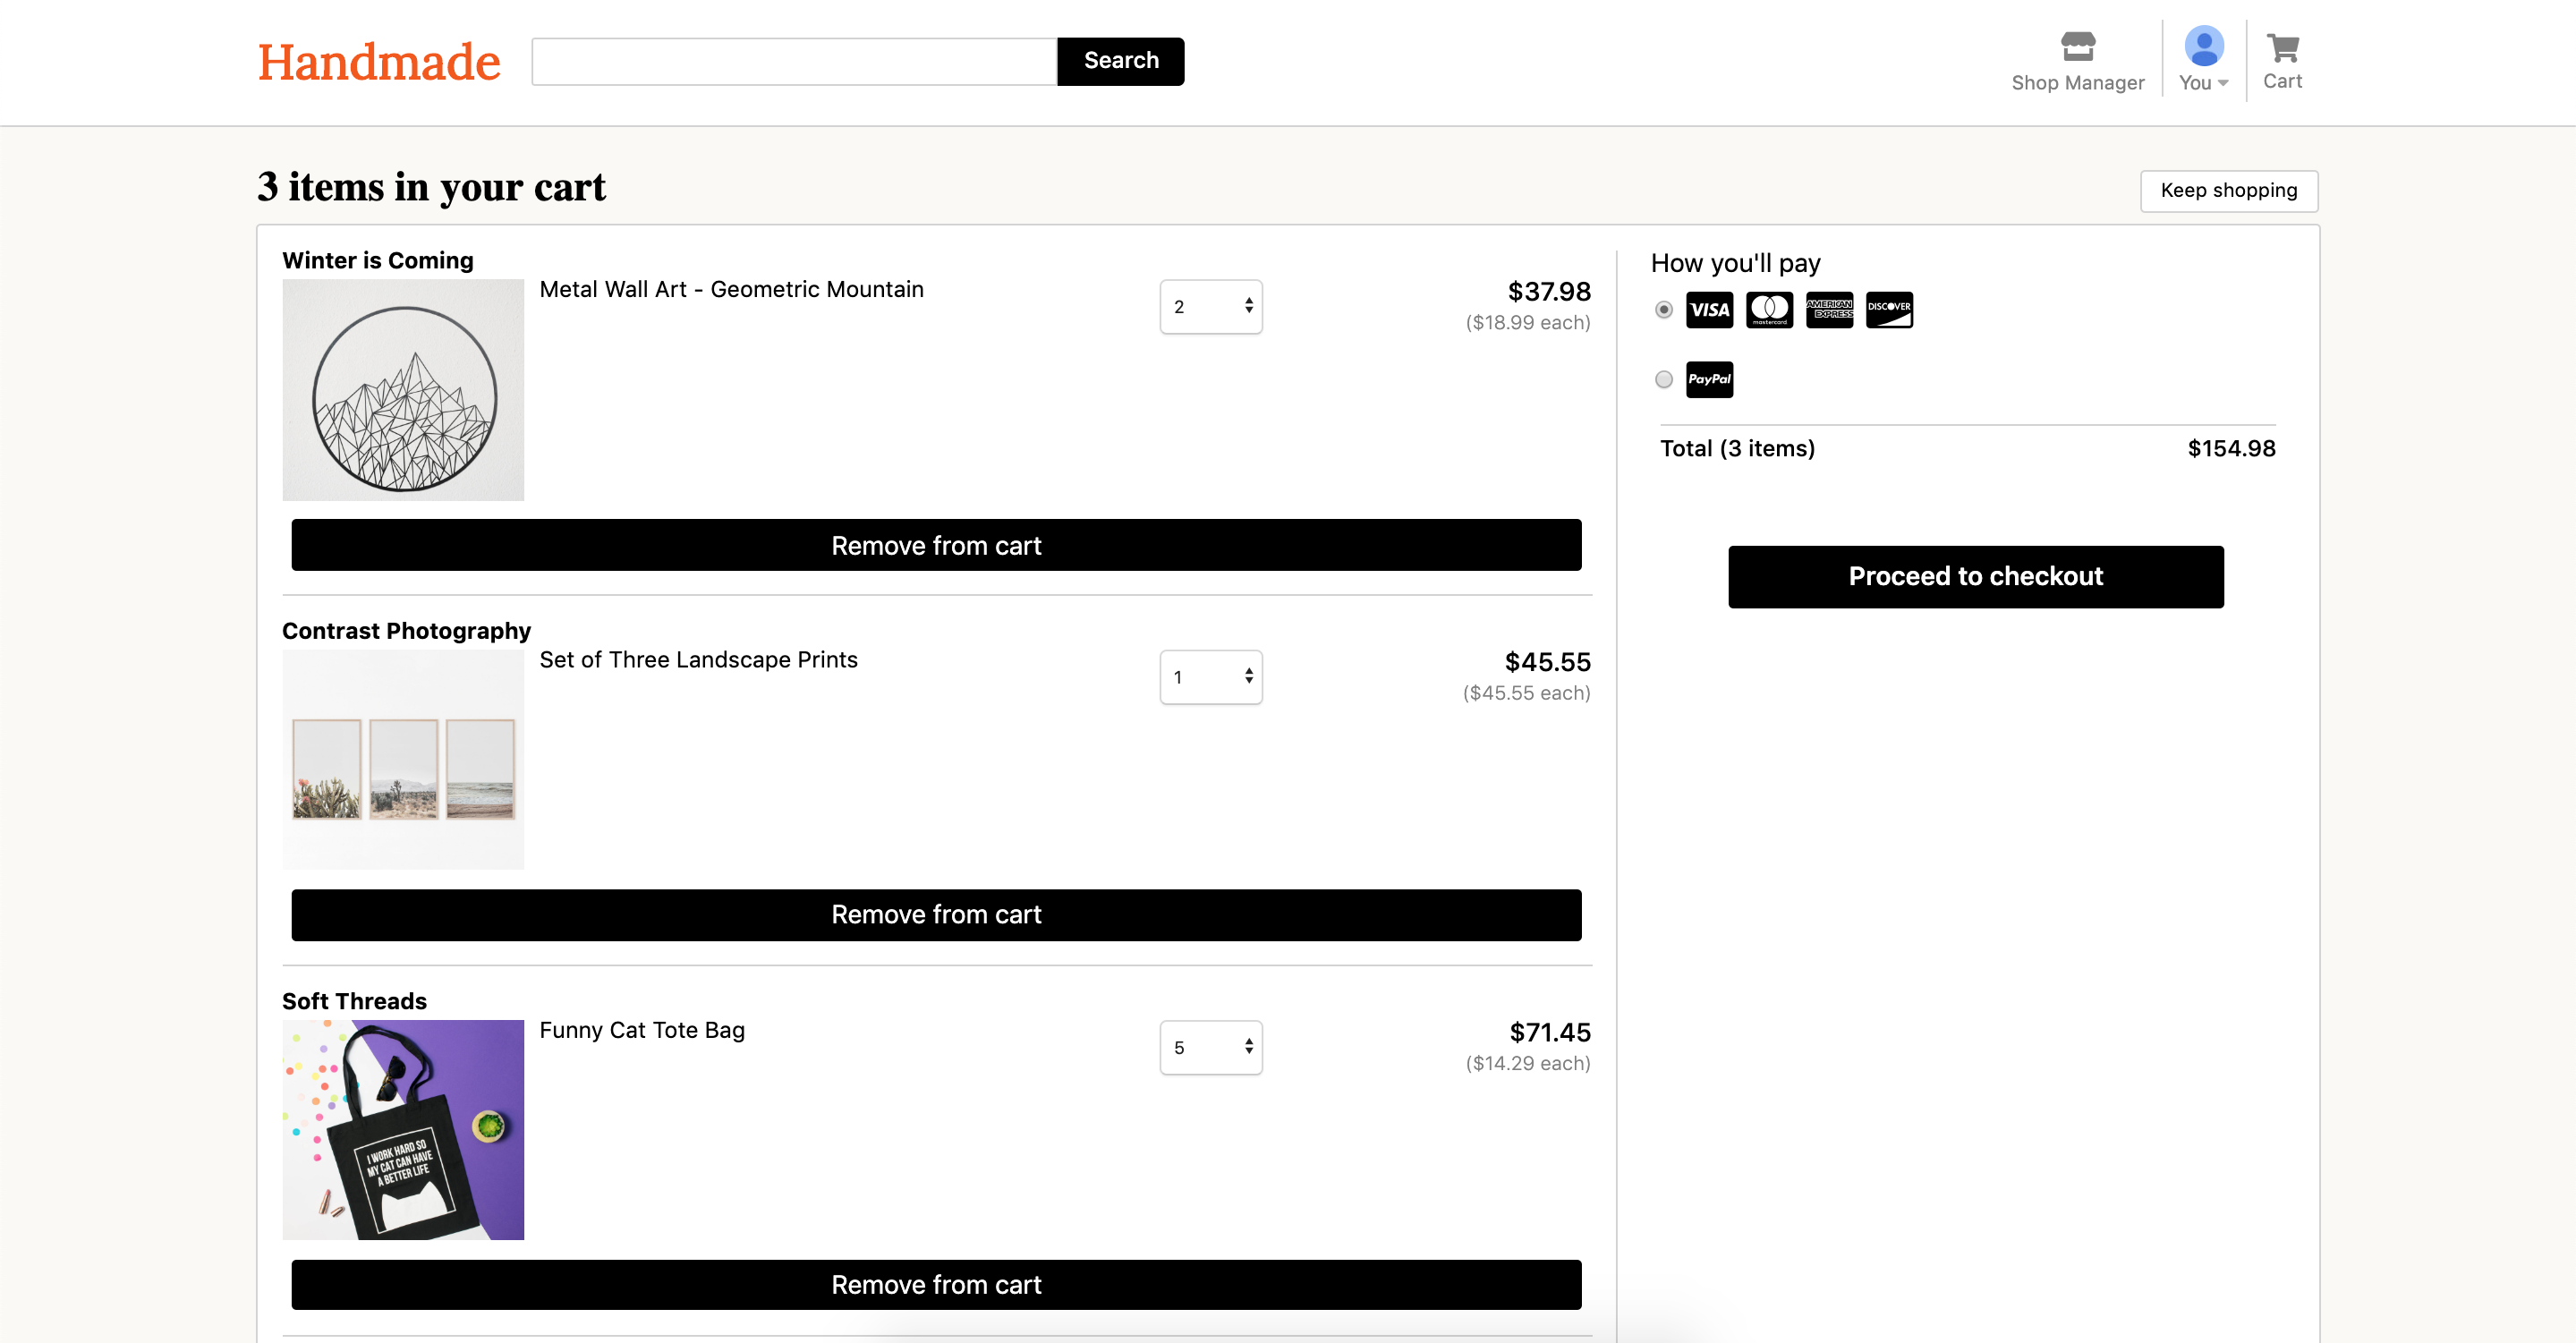 Handmade
Search
Shop Manager
You
Cart
3 items in your cart
Keep shopping
Winter is Coming
Metal Wall Art - Geometric Mountain
2
$37.98
($18.99 each)
Remove from cart
Contrast Photography
Set of Three Landscape Prints
1
$45.55
($45.55 each)
Remove from cart
Soft Threads
Funny Cat Tote Bag
5
$71.45
($14.29 each)
I WORK HARD SO
MY CAT CAN HAVE
A BETTER LIFE
Remove from cart
How you'll pay
VISA
mastercard
AMERICAN
EXPRESS
DISCOVER
PayPal
Total (3 items)
$154.98
Proceed to checkout